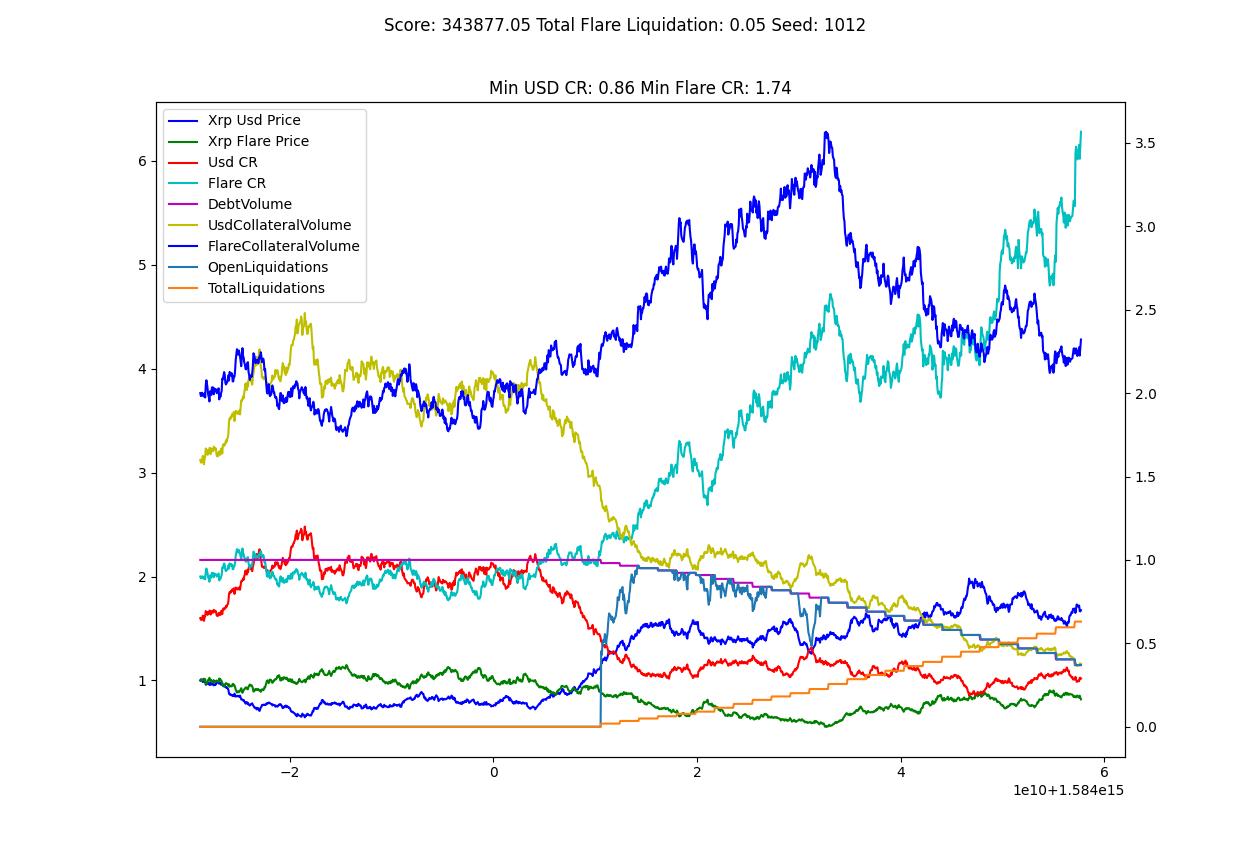 Score: 343877.05 Total Flare Liquidation: 0.05 Seed: 1012
Min USD CR: 0.86 Min Flare CR: 1.74
Xrp Usd Price
Xrp Flare Price
Usd CR
Flare CR
DebtVolume
UsdCollateralVolume
FlareCollateralVolume
OpenLiquidations
TotalLiquidations
6
5
4
3
2
1
3.5
3.0
2.5
2.0
1.5
1.0
0.5
0.0
−2 0 2 4 6
1e10+1.584e15